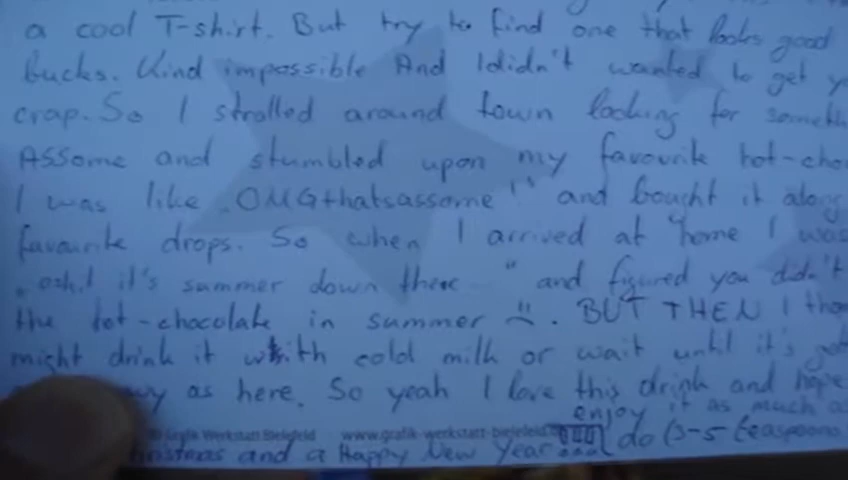 a cool T-shirt. But try to find one that looks good
bucks. Kind impossible And I didn't wanted to get
crap. So I strolled around town looking for
Assome and stumbled upon my favourite hot-
I was like „OMGthatsassome!" and bought it along
favourite drops. So when I arrived at home I was
it's summer down there " and figured you didn't
the hot-chocolate in summer ☹. BUT THEN I
might drink it with cold milk or wait until it's
as here. So yeah I love this drink and hope
enjoy it as much as
Grafik Werkstatt Bielefeld www.grafik-werkstatt-bielefeld
do (3-5 teaspoons
and a Happy New Year